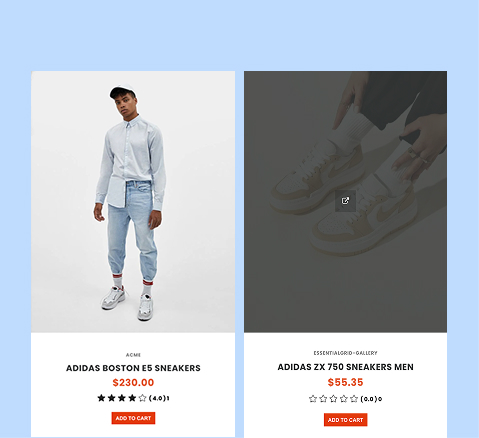 ACME
ADIDAS BOSTON E5 SNEAKERS
$230.00
(4.0) 1
ADD TO CART
ESSENTIALGRID-GALLERY
ADIDAS ZX 750 SNEAKERS MEN
$55.35
(0.0) 0
ADD TO CART